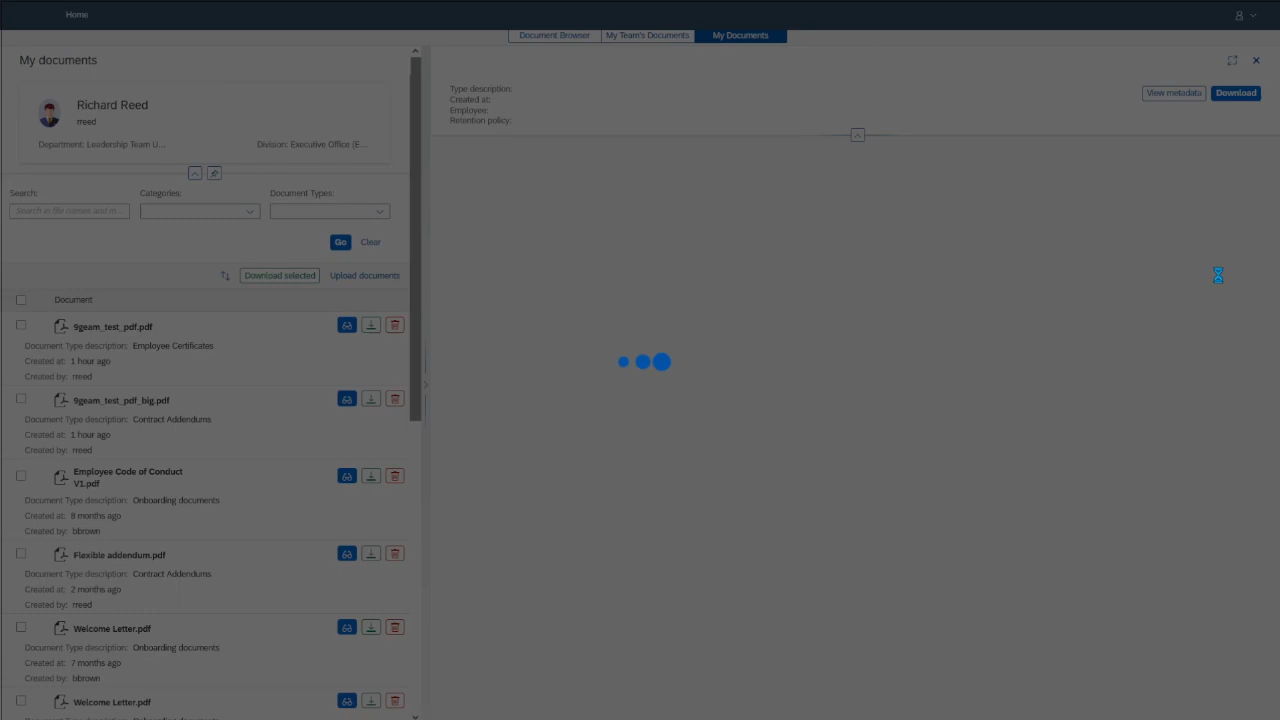 Home
Document Browser
My Team's Documents
My Documents
My documents
Richard Reed
rreed
Department: Leadership Team U...
Division: Executive Office (E...
Search:
Categories:
Document Types:
Search in file names and m...
Go
Clear
Download selected
Upload documents
Document
9geam_test_pdf.pdf
Document Type description: Employee Certificates
Created at: 1 hour ago
Created by: rreed
9geam_test_pdf_big.pdf
Document Type description: Contract Addendums
Created at: 1 hour ago
Created by: rreed
Employee Code of Conduct
V1.pdf
Document Type description: Onboarding documents
Created at: 8 months ago
Created by: bbrown
Flexible addendum.pdf
Document Type description: Contract Addendums
Created at: 2 months ago
Created by: rreed
Welcome Letter.pdf
Document Type description: Onboarding documents
Created at: 7 months ago
Created by: bbrown
Welcome Letter.pdf
Type description:
Created at:
Employee:
Retention policy:
View metadata
Download